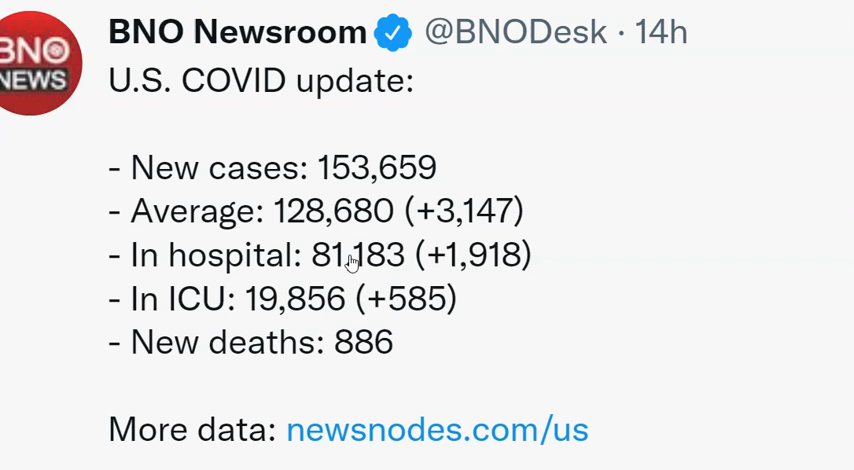 BNO
NEWS
BNO Newsroom @BNODesk · 14h
U.S. COVID update:
- New cases: 153,659
- Average: 128,680 (+3,147)
- In hospital: 81,183 (+1,918)
- In ICU: 19,856 (+585)
- New deaths: 886
More data: newsnodes.com/us